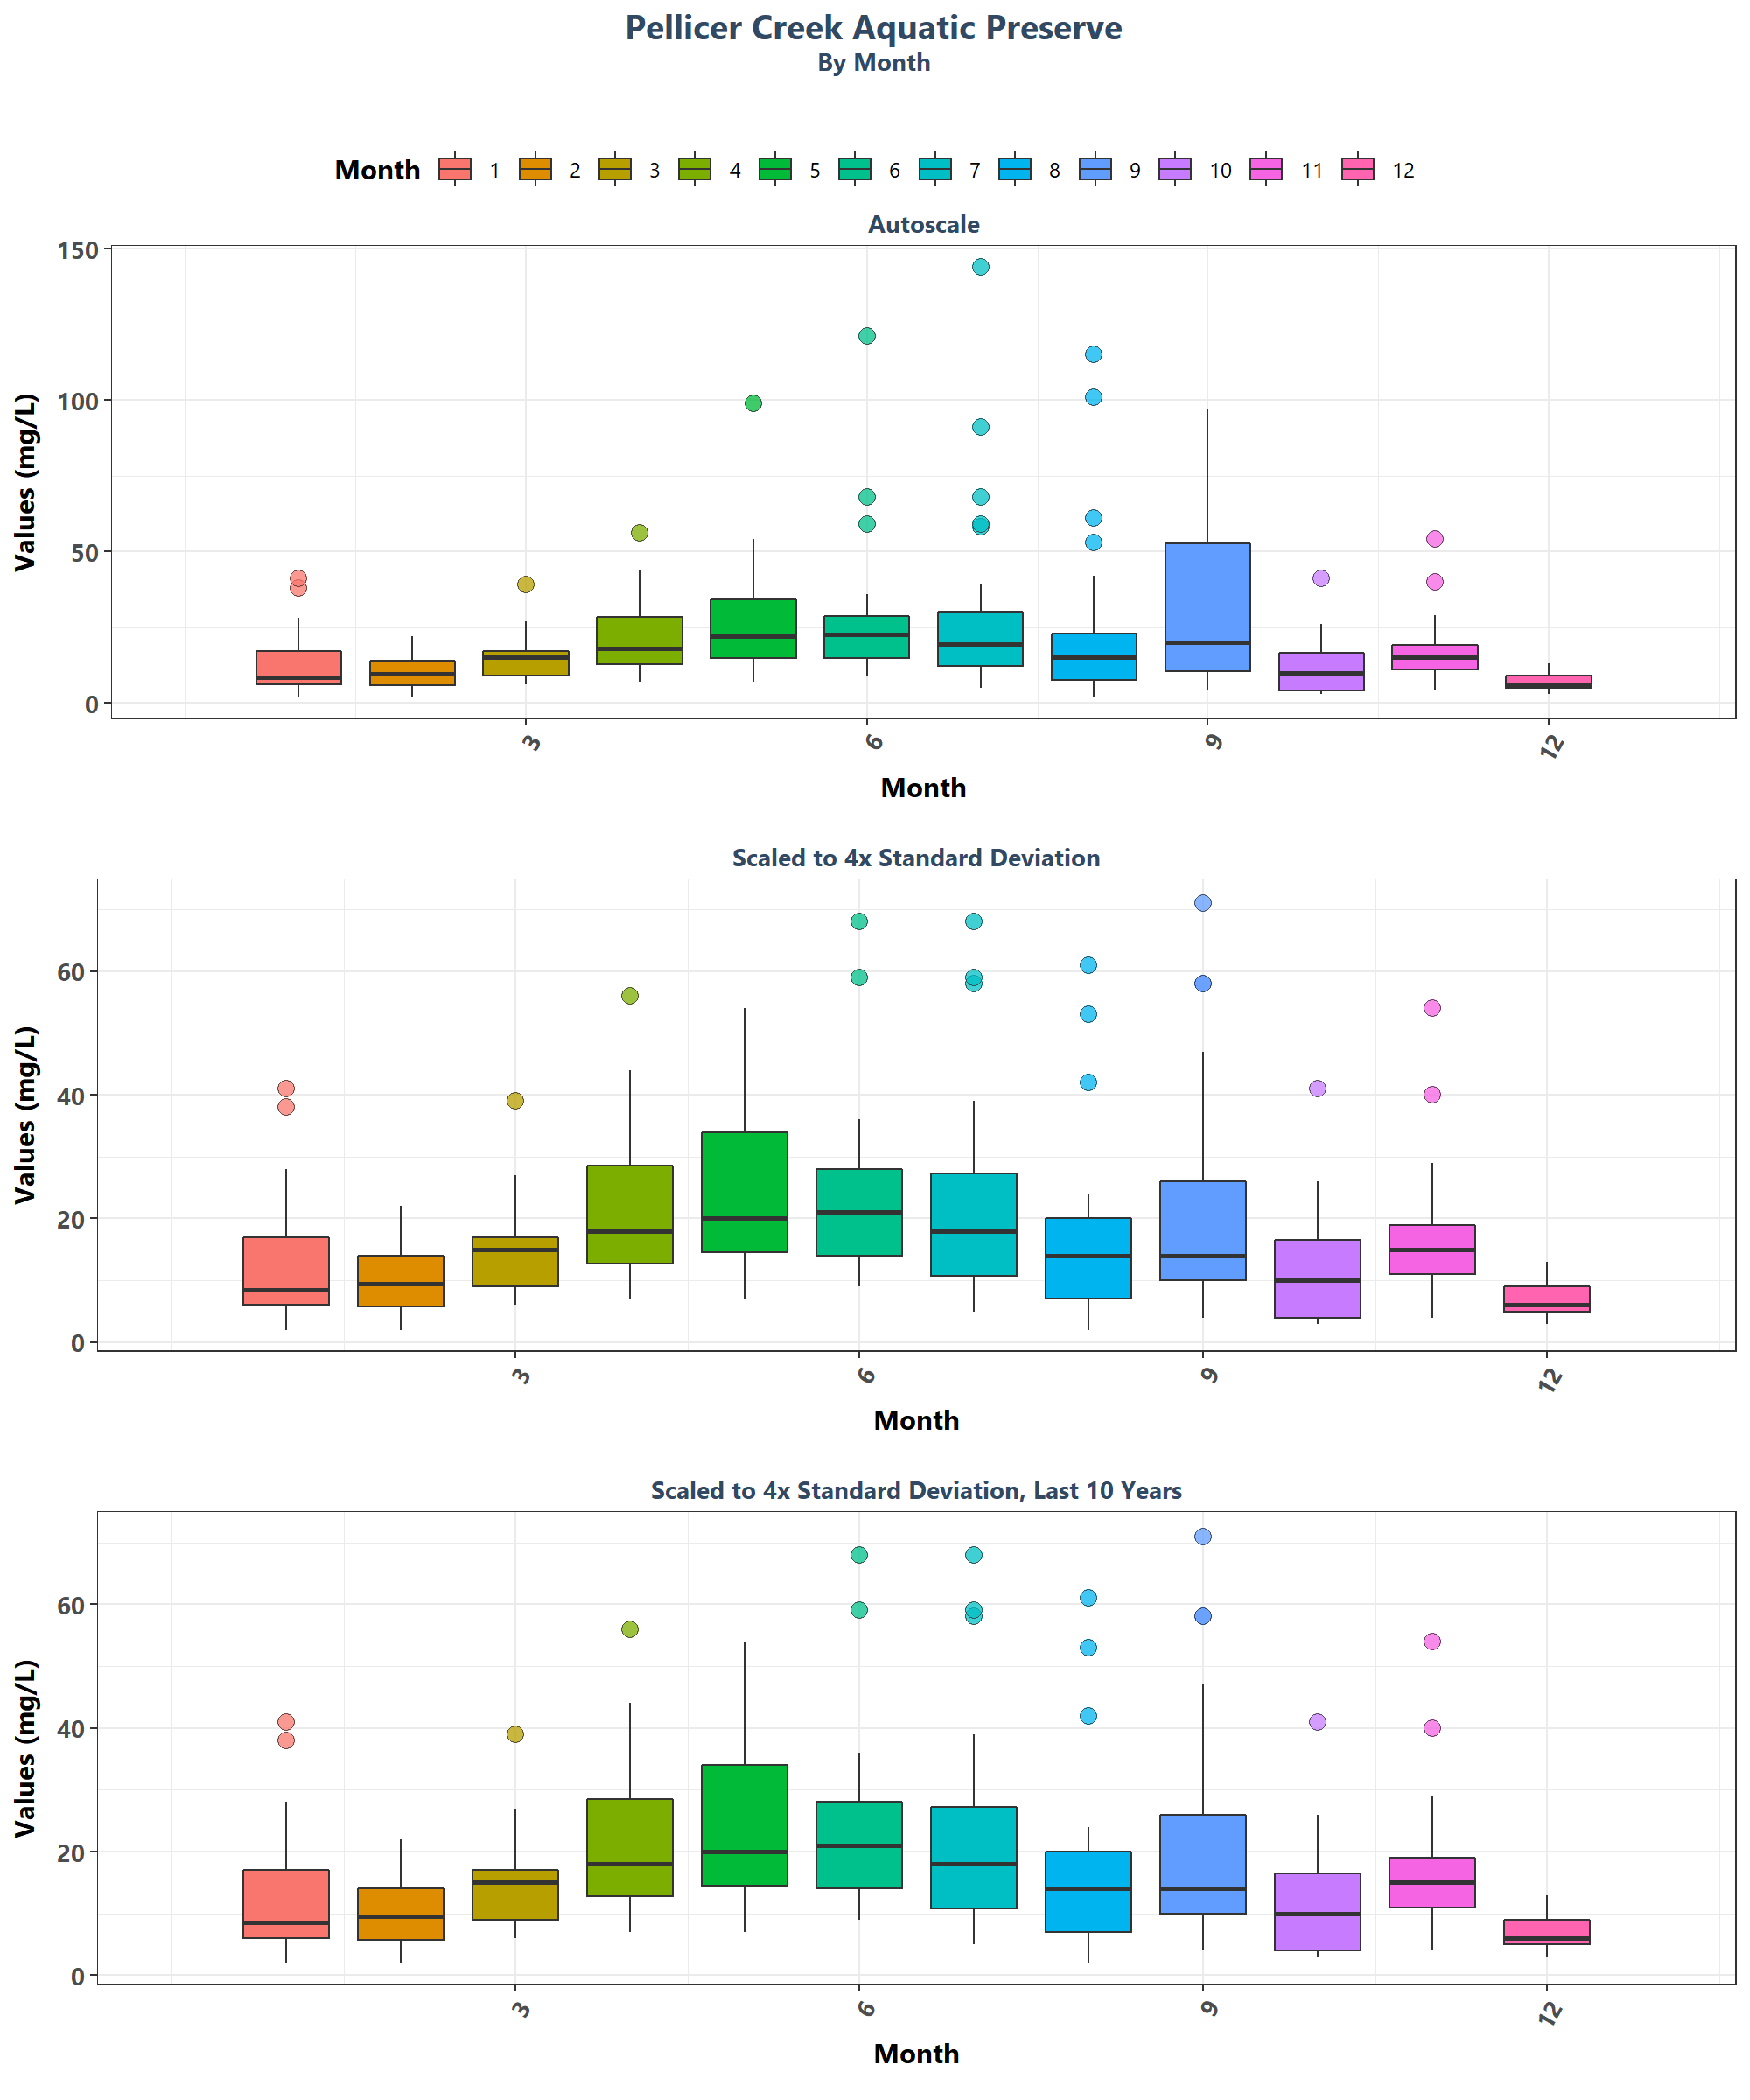 Pellicer Creek Aquatic Preserve
By Month
Month 1 2 3 4 5 6 7 8 9 10 11 12
Autoscale
Values (mg/L)
150
100
50
0
3 6 9 12
Month
Scaled to 4x Standard Deviation
Values (mg/L)
60
40
20
0
3 6 9 12
Month
Scaled to 4x Standard Deviation, Last 10 Years
Values (mg/L)
60
40
20
0
3 6 9 12
Month